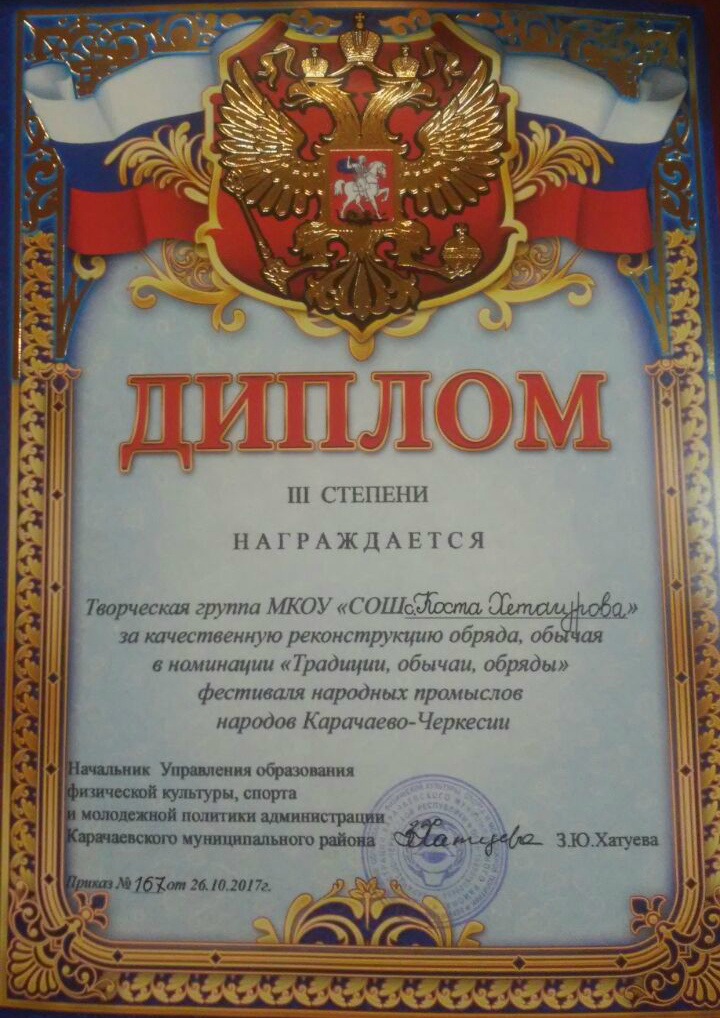 ДИПЛОМ
III СТЕПЕНИ
НАГРАЖДАЕТСЯ
Творческая группа МКОУ «СОШ с.Коста Хетагурова»
за качественную реконструкцию обряда, обычая
в номинации «Традиции, обычаи, обряды»
фестиваля народных промыслов
народов Карачаево-Черкесии
Начальник Управления образования
физической культуры, спорта
и молодежной политики администрации
Карачаевского муниципального района Хатуева З.Ю.Хатуева
Приказ № 167 от 26.10.2017г.